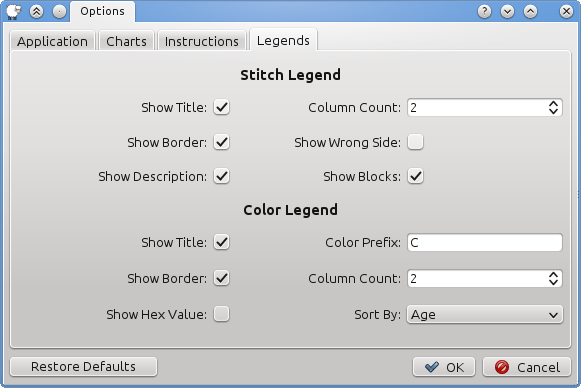 Options
Application Charts Instructions Legends
Stitch Legend
Show Title: Column Count: 2
Show Border: Show Wrong Side:
Show Description: Show Blocks:
Color Legend
Show Title: Color Prefix: C
Show Border: Column Count: 2
Show Hex Value: Sort By: Age
Restore Defaults OK Cancel